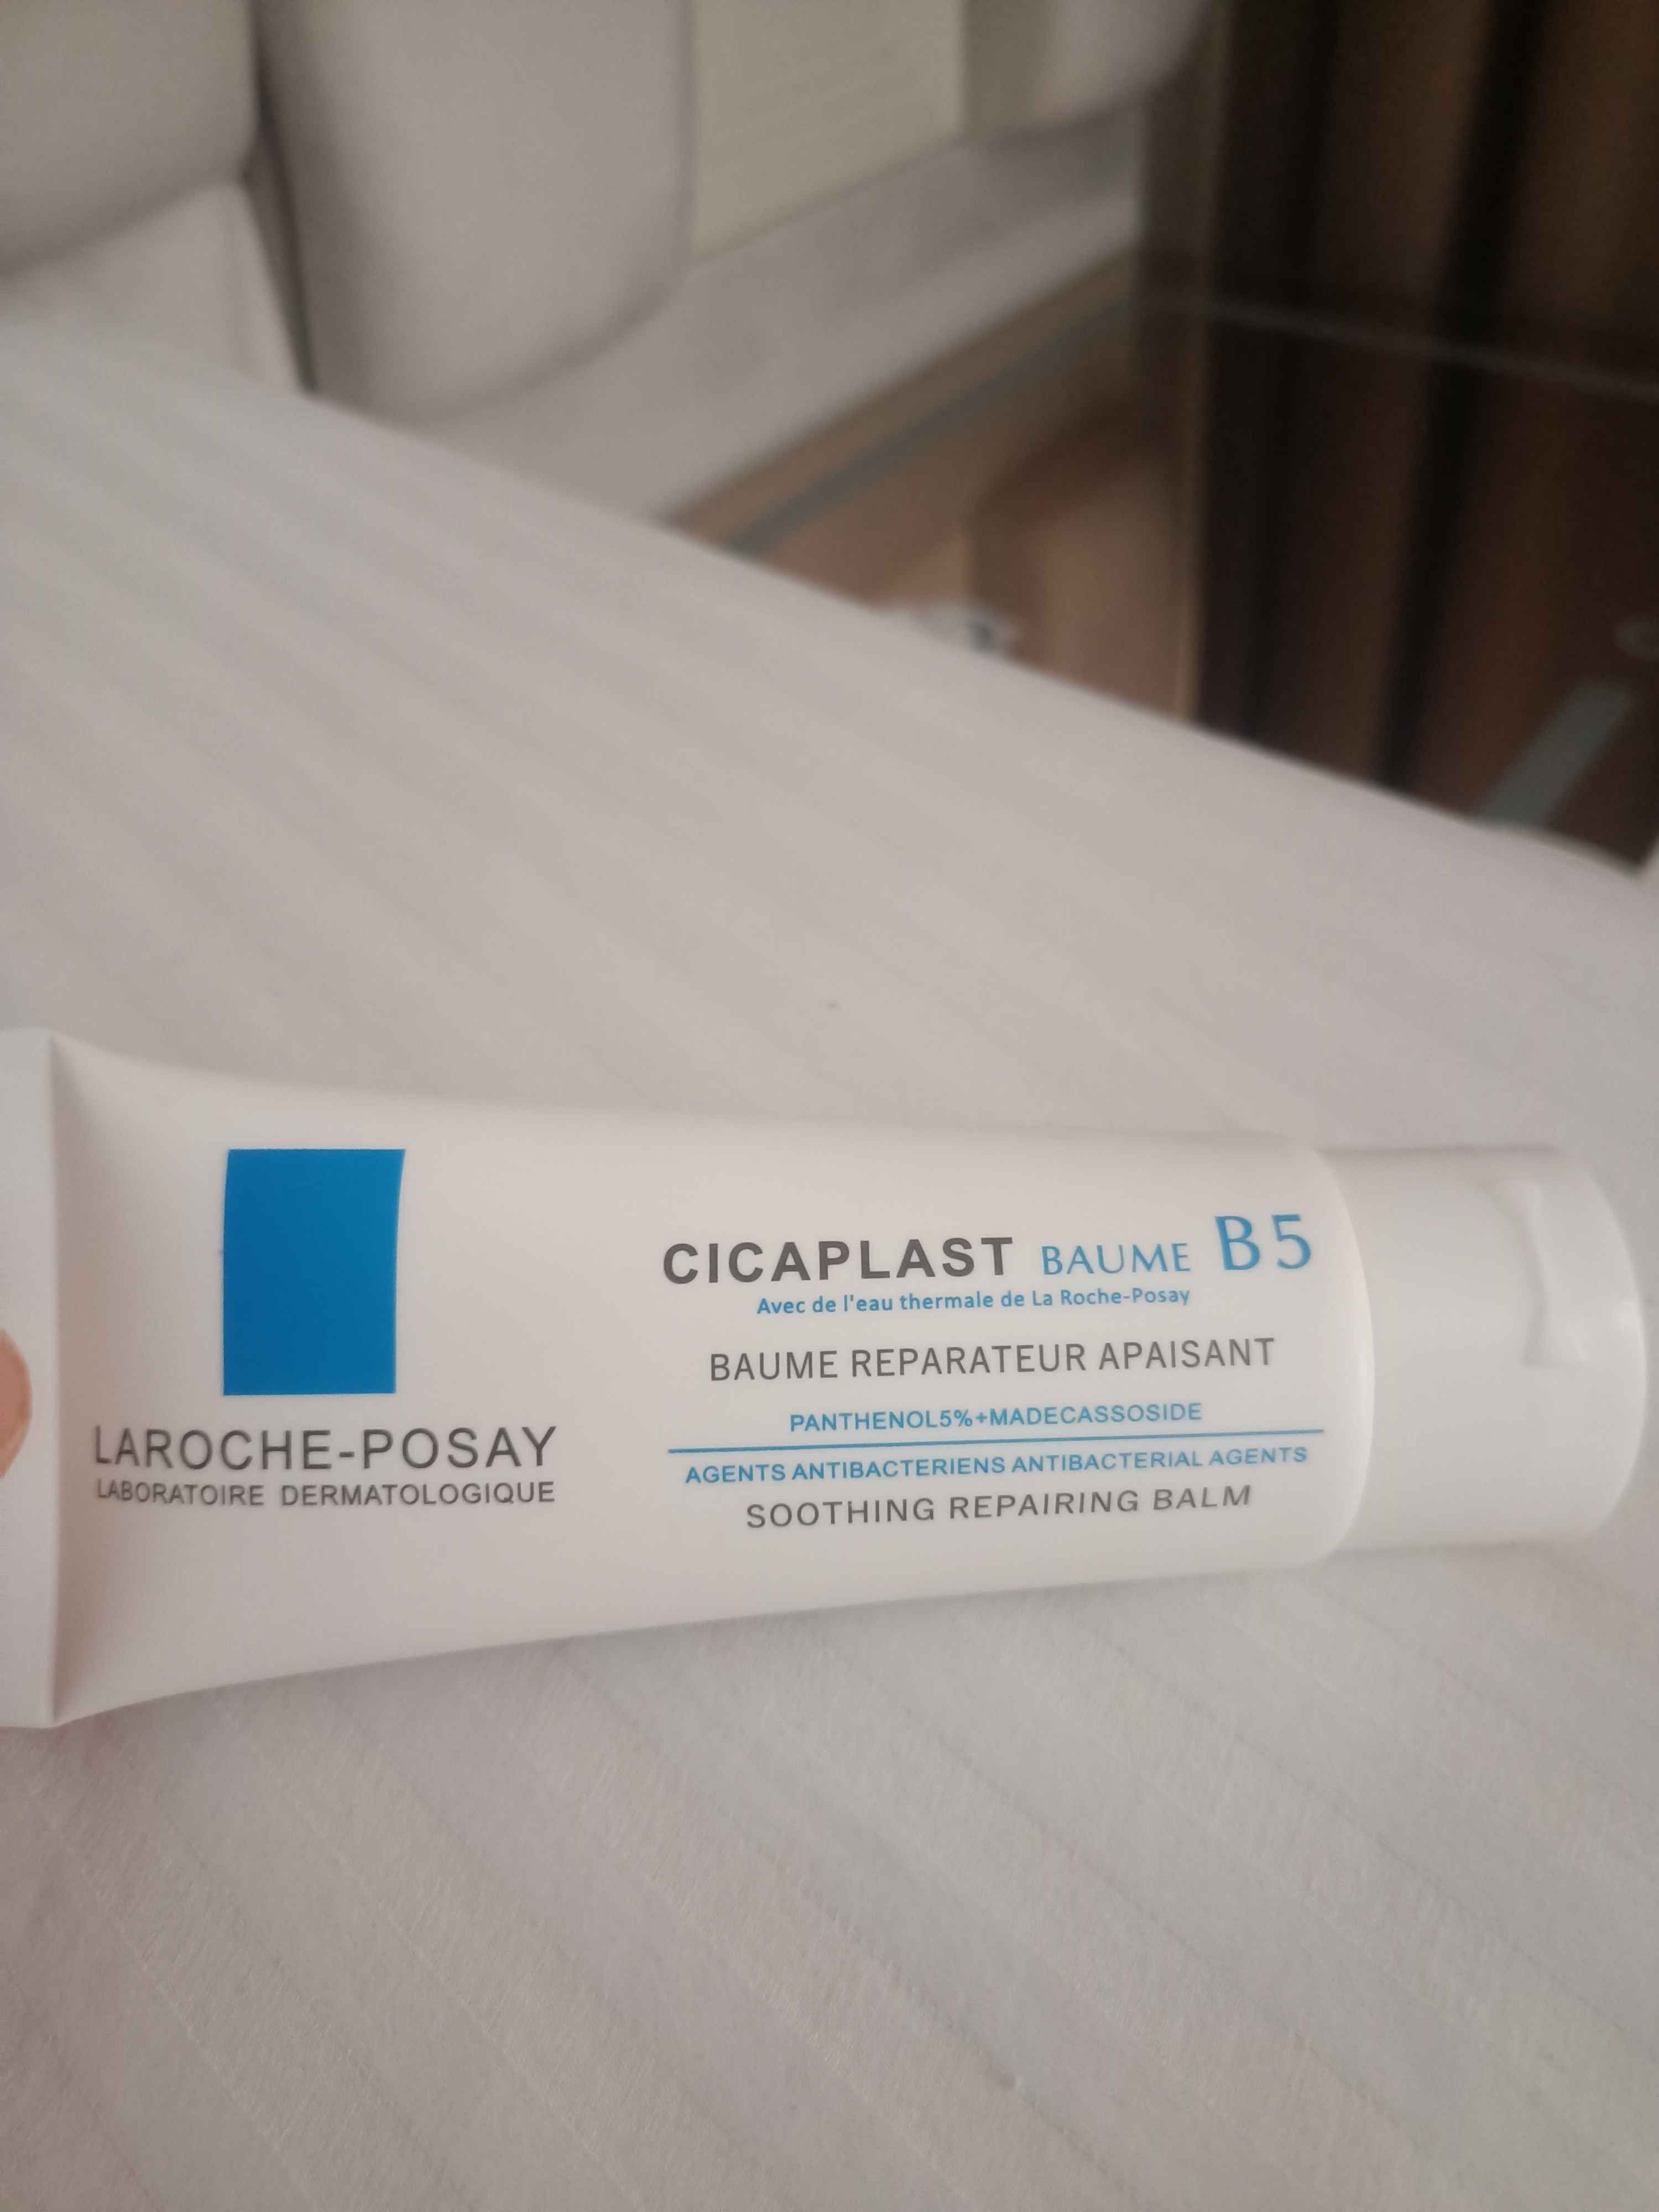 LAROCHE-POSAY
LABORATOIRE DERMATOLOGIQUE
CICAPLAST BAUME B5
Avec de l'eau thermale de La Roche-Posay
BAUME REPARATEUR APAISANT
PANTHENOL5%+MADECASSOSIDE
AGENTS ANTIBACTERIENS ANTIBACTERIAL AGENTS
SOOTHING REPAIRING BALM